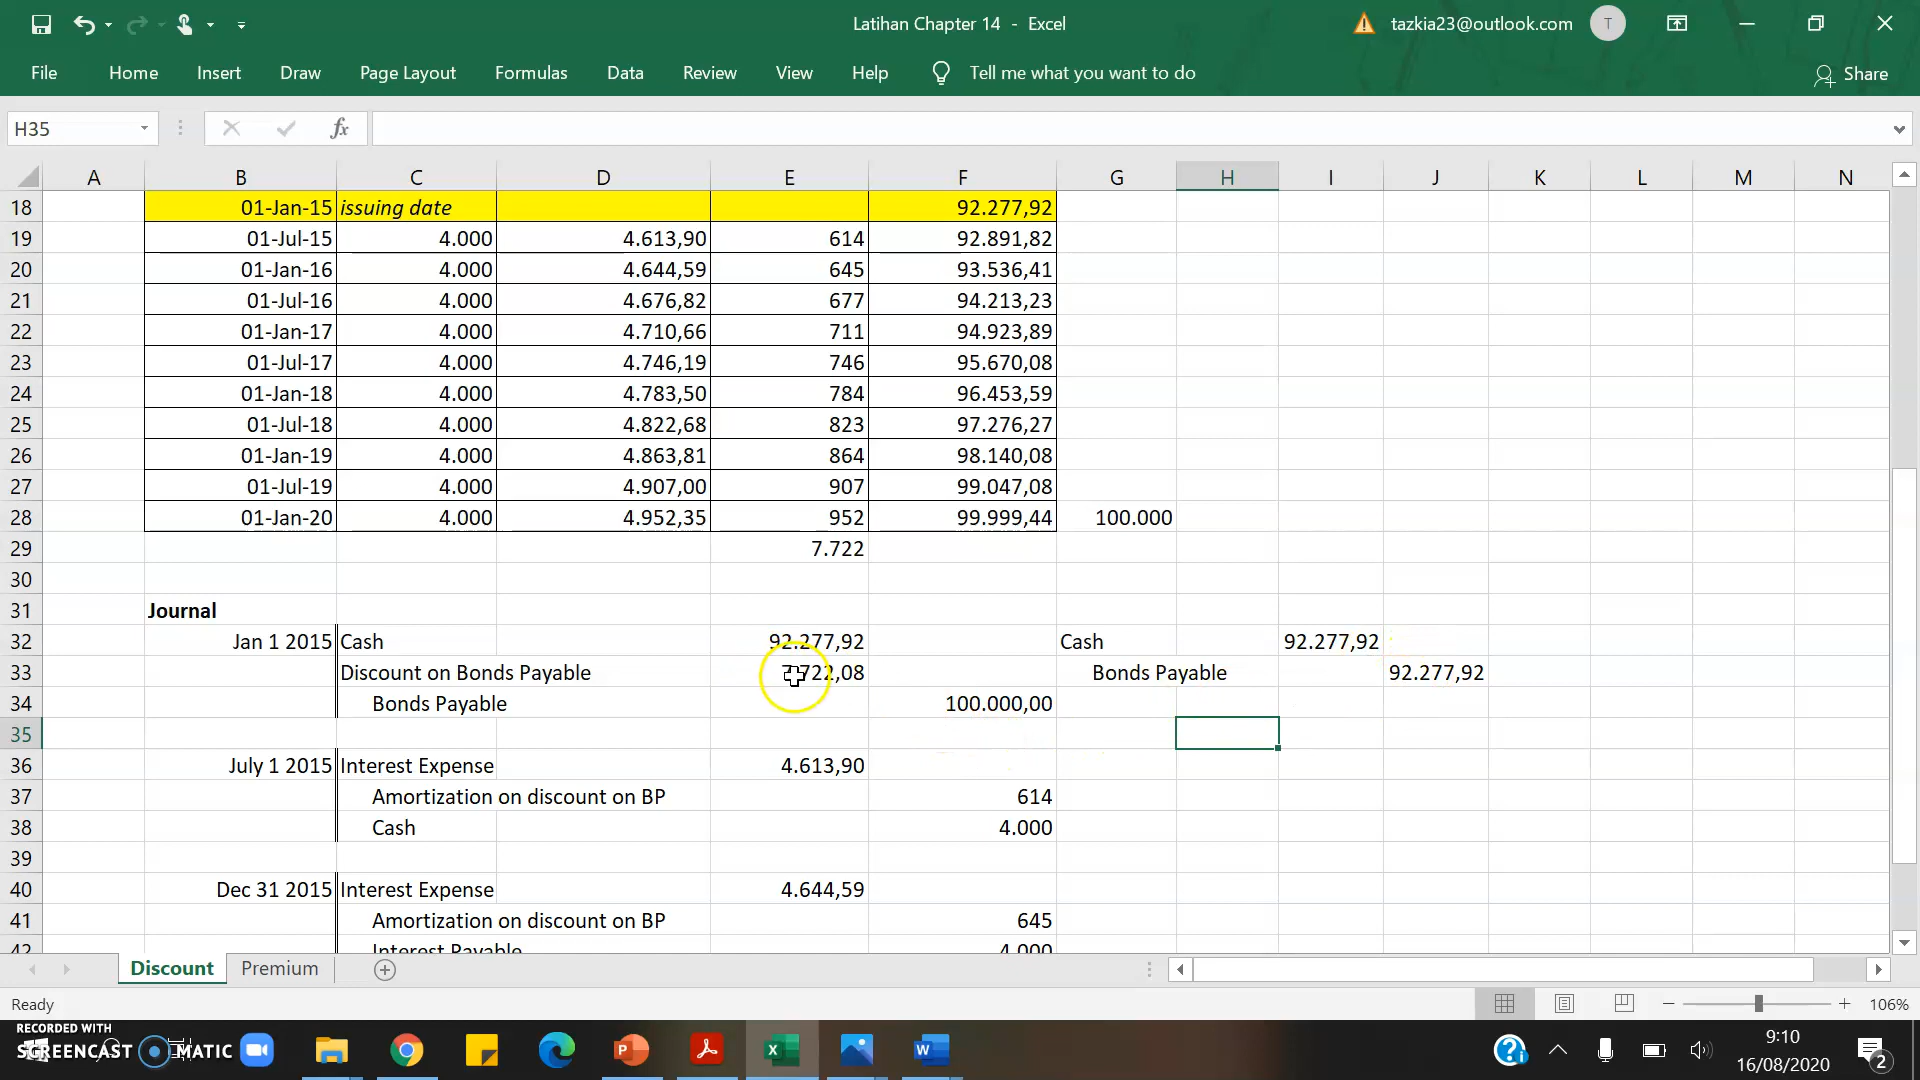 Latihan Chapter 14 - Excel
tazkia23@outlook.com
T
File Home Insert Draw Page Layout Formulas Data Review View Help Tell me what you want to do Share
H35 fx
A B C D E F G H I J K L M N
18 01-Jan-15 issuing date 92.277,92
19 01-Jul-15 4.000 4.613,90 614 92.891,82
20 01-Jan-16 4.000 4.644,59 645 93.536,41
21 01-Jul-16 4.000 4.676,82 677 94.213,23
22 01-Jan-17 4.000 4.710,66 711 94.923,89
23 01-Jul-17 4.000 4.746,19 746 95.670,08
24 01-Jan-18 4.000 4.783,50 784 96.453,59
25 01-Jul-18 4.000 4.822,68 823 97.276,27
26 01-Jan-19 4.000 4.863,81 864 98.140,08
27 01-Jul-19 4.000 4.907,00 907 99.047,08
28 01-Jan-20 4.000 4.952,35 952 99.999,44 100.000
29 7.722
30
31 Journal
32 Jan 1 2015 Cash 92.277,92 Cash 92.277,92
33 Discount on Bonds Payable 7.722,08 Bonds Payable 92.277,92
34 Bonds Payable 100.000,00
35
36 July 1 2015 Interest Expense 4.613,90
37 Amortization on discount on BP 614
38 Cash 4.000
39
40 Dec 31 2015 Interest Expense 4.644,59
41 Amortization on discount on BP 645
42 Interest Payable 4.000
Discount Premium
Ready 106%
RECORDED WITH
SCREENCAST MATIC
9:10
16/08/2020
2